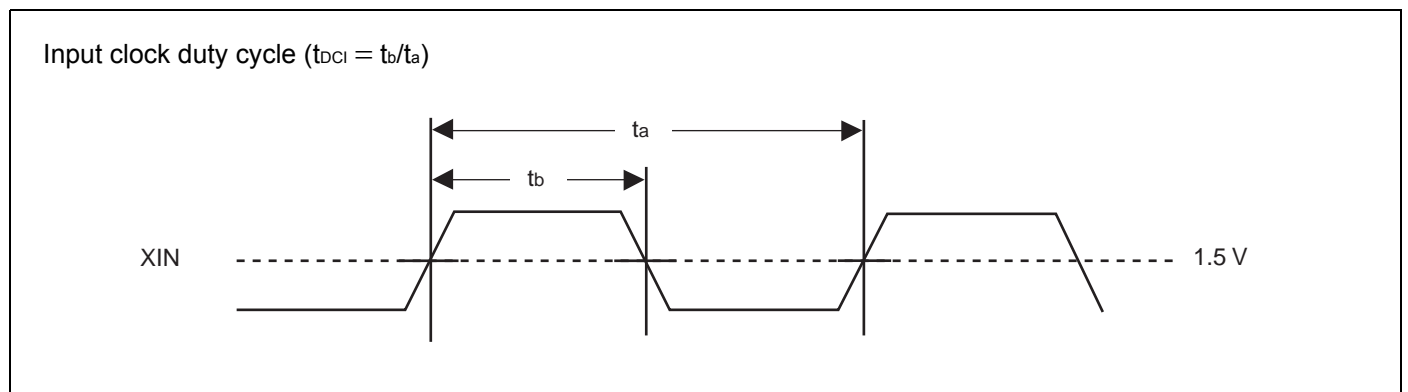 Input clock duty cycle (tDCI = tb/ta)
ta
tb
XIN
1.5 V